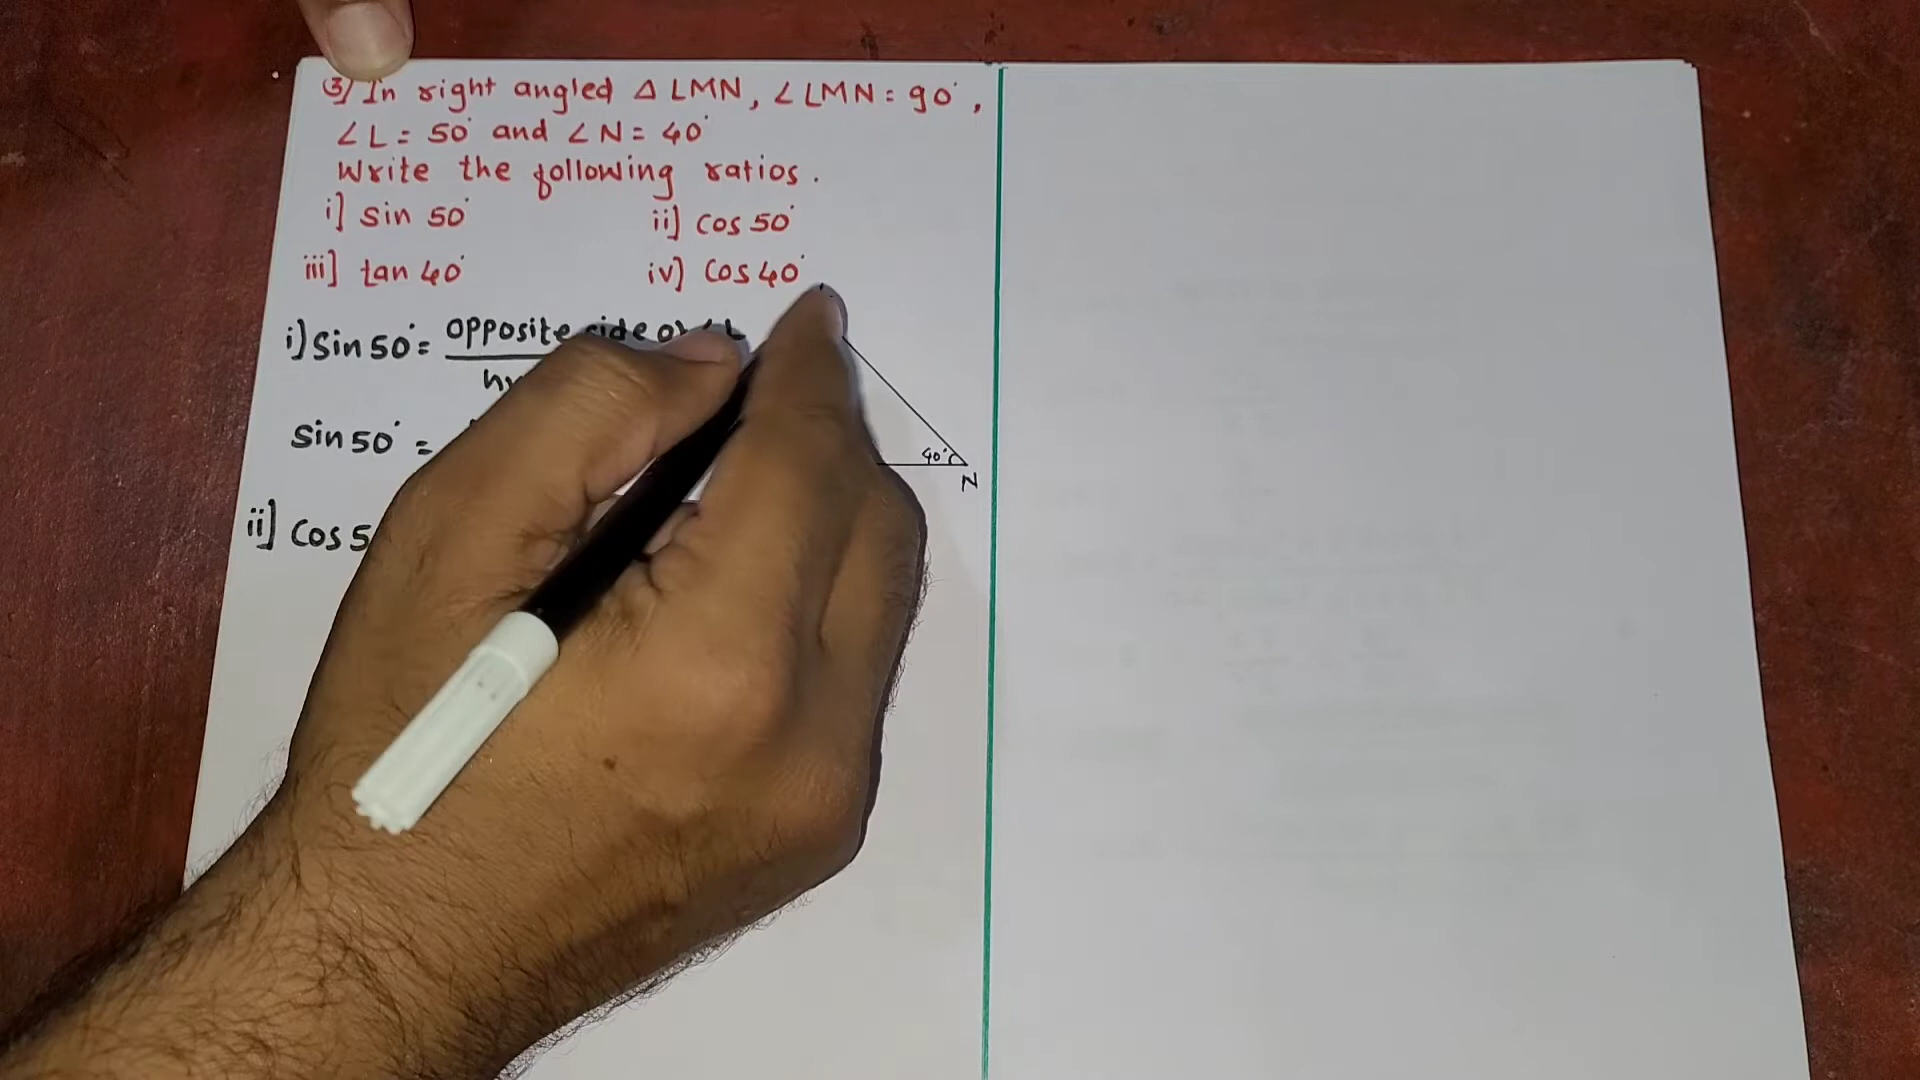 ③ In right angled △ LMN, ∠LMN = 90°,
∠L = 50° and ∠N = 40°
Write the following ratios.
i] sin 50° ii] cos 50°
iii] tan 40° iv] cos 40°
i) Sin 50° = opposite side of ∠L
Sin 50° =
40°
N
ii] Cos 5